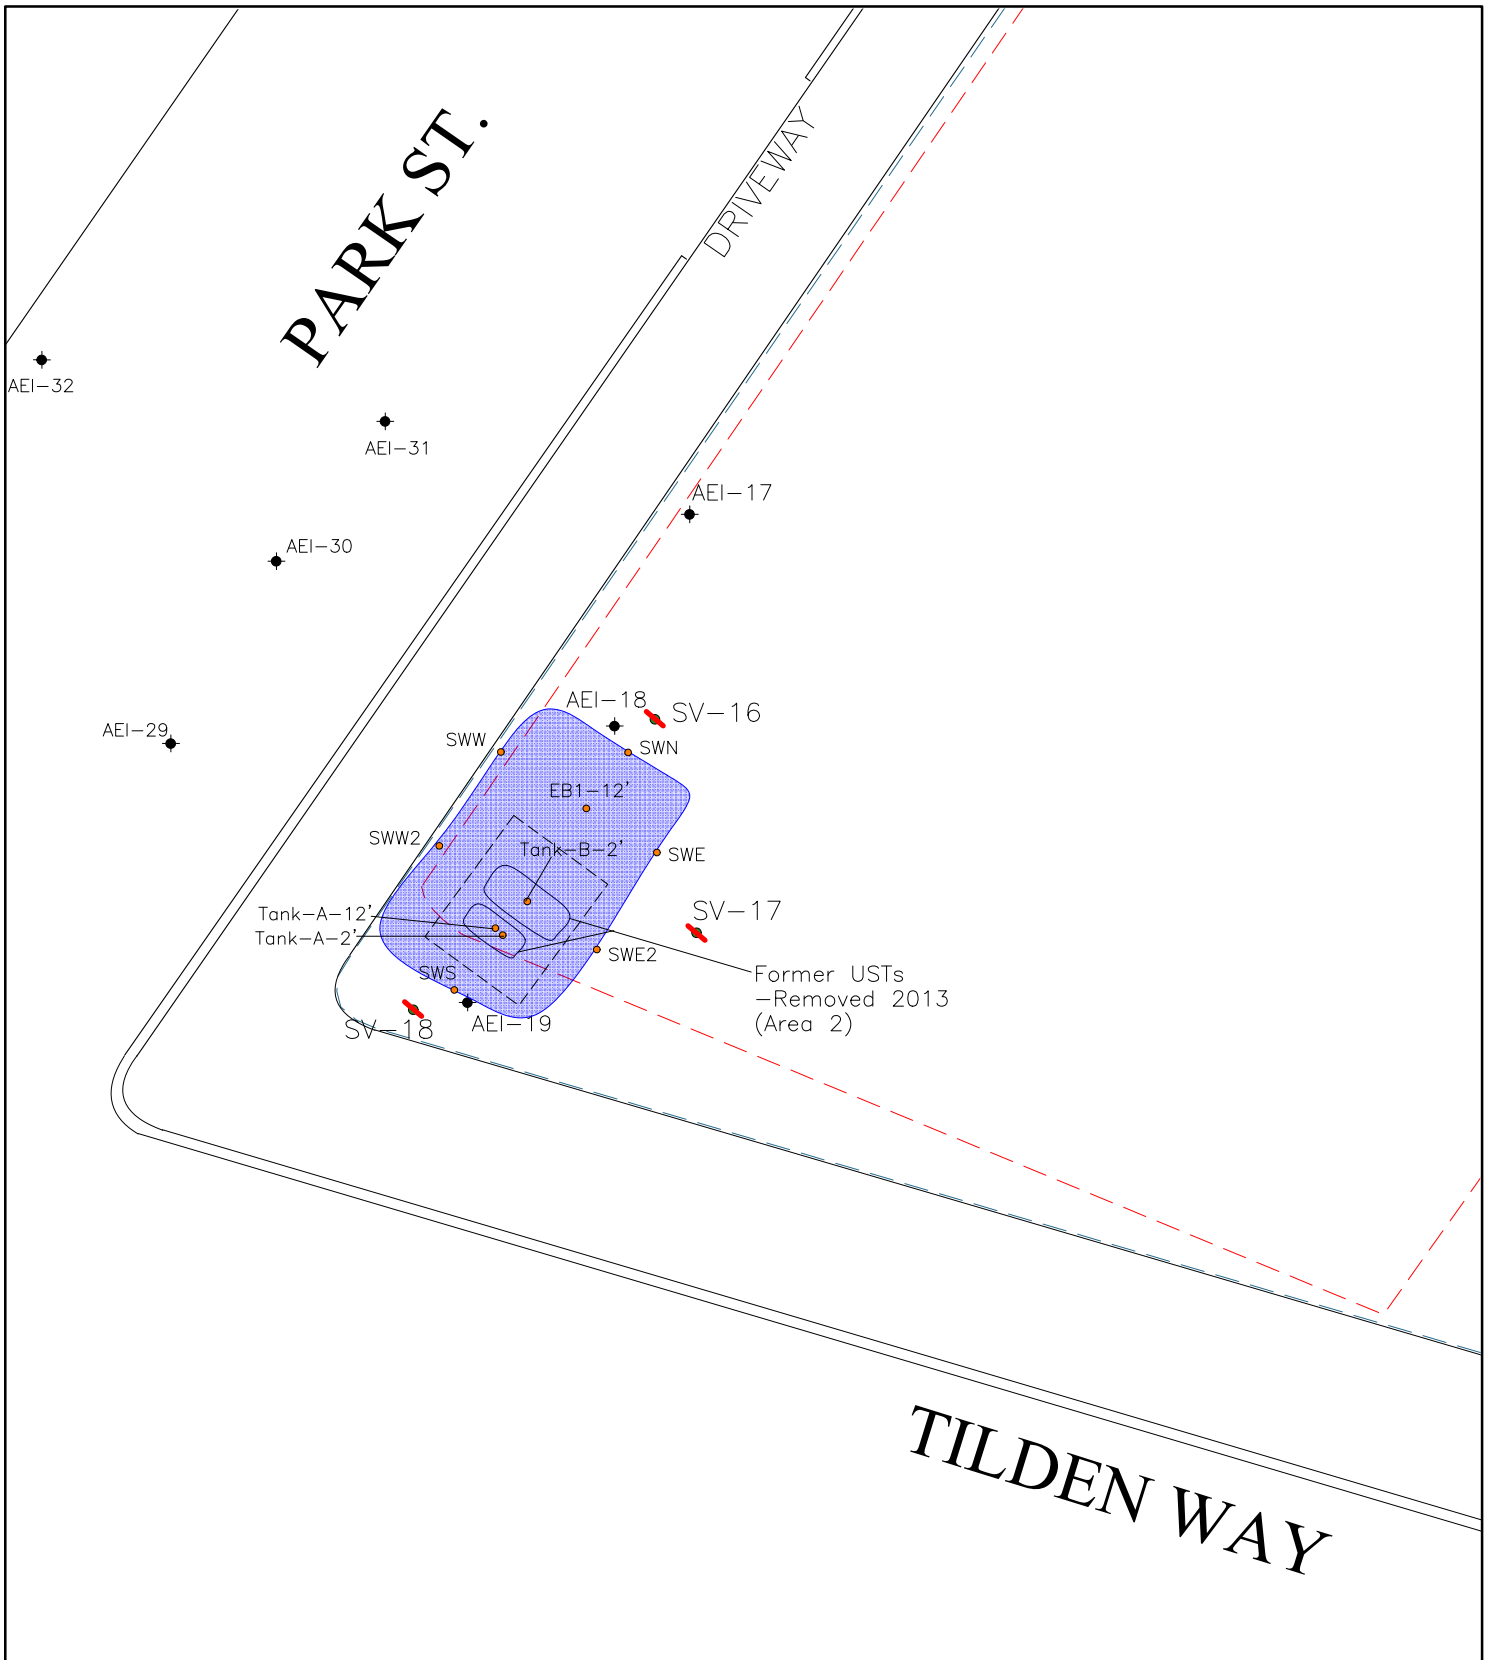 PARK ST.
DRIVEWAY
AEI-32
AEI-31
AEI-17
AEI-30
AEI-29
AEI-18
SV-16
SWW
SWN
EB1-12'
SWW2
Tank-B-2'
SWE
Tank-A-12'
SV-17
Tank-A-2'
SWE2
SWS
Former USTs
-Removed 2013
(Area 2)
SV-18
AEI-19
TILDEN WAY